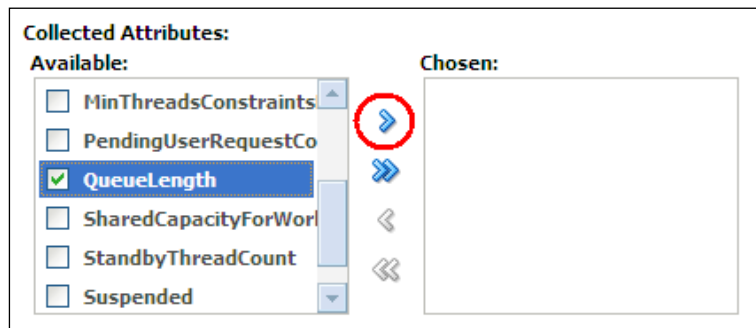 Collected Attributes:
Available:
Chosen:
MinThreadsConstraints
PendingUserRequestCo
QueueLength
SharedCapacityForWor
StandbyThreadCount
Suspended